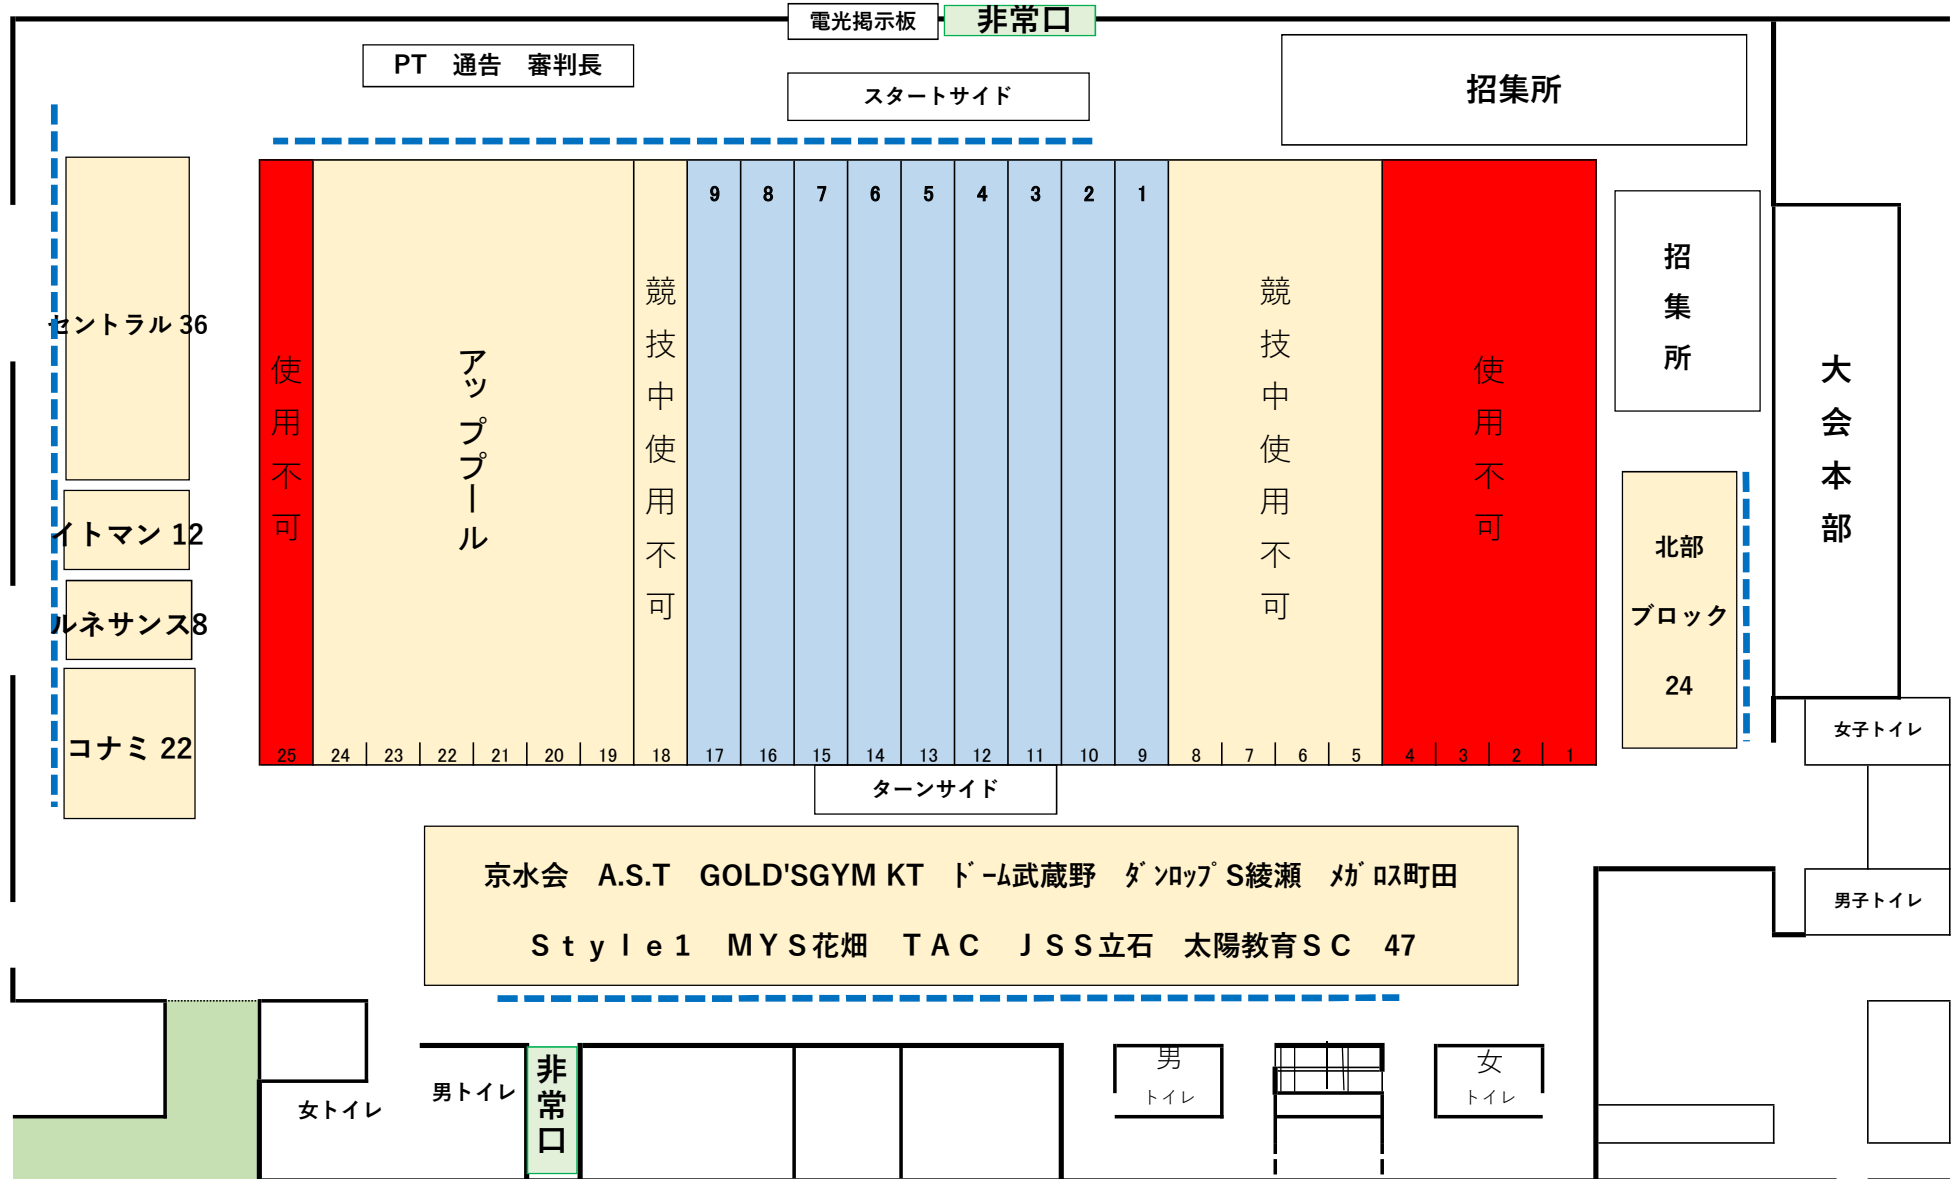 電光掲示板
非常口
PT　通告　審判長
スタートサイド
招集所
9 8 7 6 5 4 3 2 1
セントラル 36
イトマン 12
ルネサンス8
コナミ 22
使用不可
アッププール
競技中使用不可
競技中使用不可
使用不可
招集所
大会本部
北部
ブロック
24
25 24 23 22 21 20 19 18 17 16 15 14 13 12 11 10 9 8 7 6 5 4 3 2 1
ターンサイド
女子トイレ
男子トイレ
京水会　A.S.T　GOLD'SGYM KT　ﾄﾞｰﾑ武蔵野　ﾀﾞﾝﾛｯﾌﾟS綾瀬　ﾒｶﾞﾛｽ町田
Ｓｔｙｌｅ1　ＭＹＳ花畑　ＴＡＣ　ＪＳＳ立石　太陽教育ＳＣ　47
女トイレ
男トイレ
非常口
男
トイレ
女
トイレ